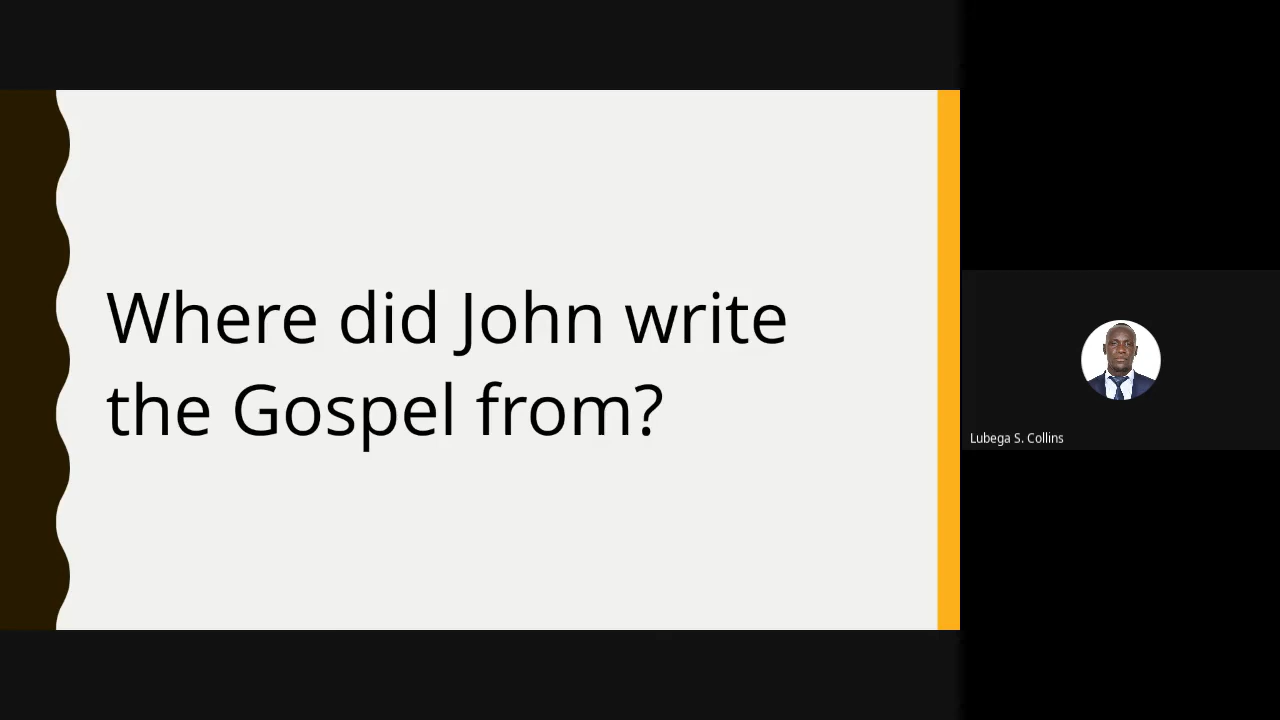 Where did John write
the Gospel from?
Lubega S. Collins